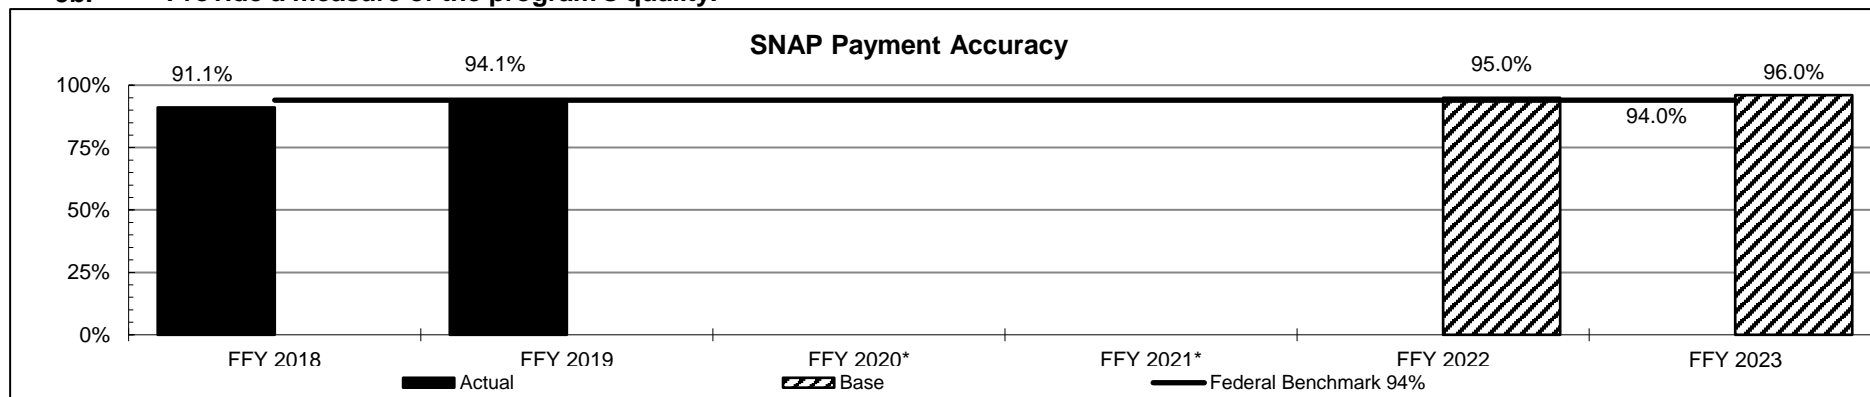 SNAP Payment Accuracy
91.1%
94.1%
95.0%
96.0%
94.0%
100%
75%
50%
25%
0%
FFY 2018
FFY 2019
FFY 2020*
FFY 2021*
FFY 2022
FFY 2023
Actual
Base
Federal Benchmark 94%